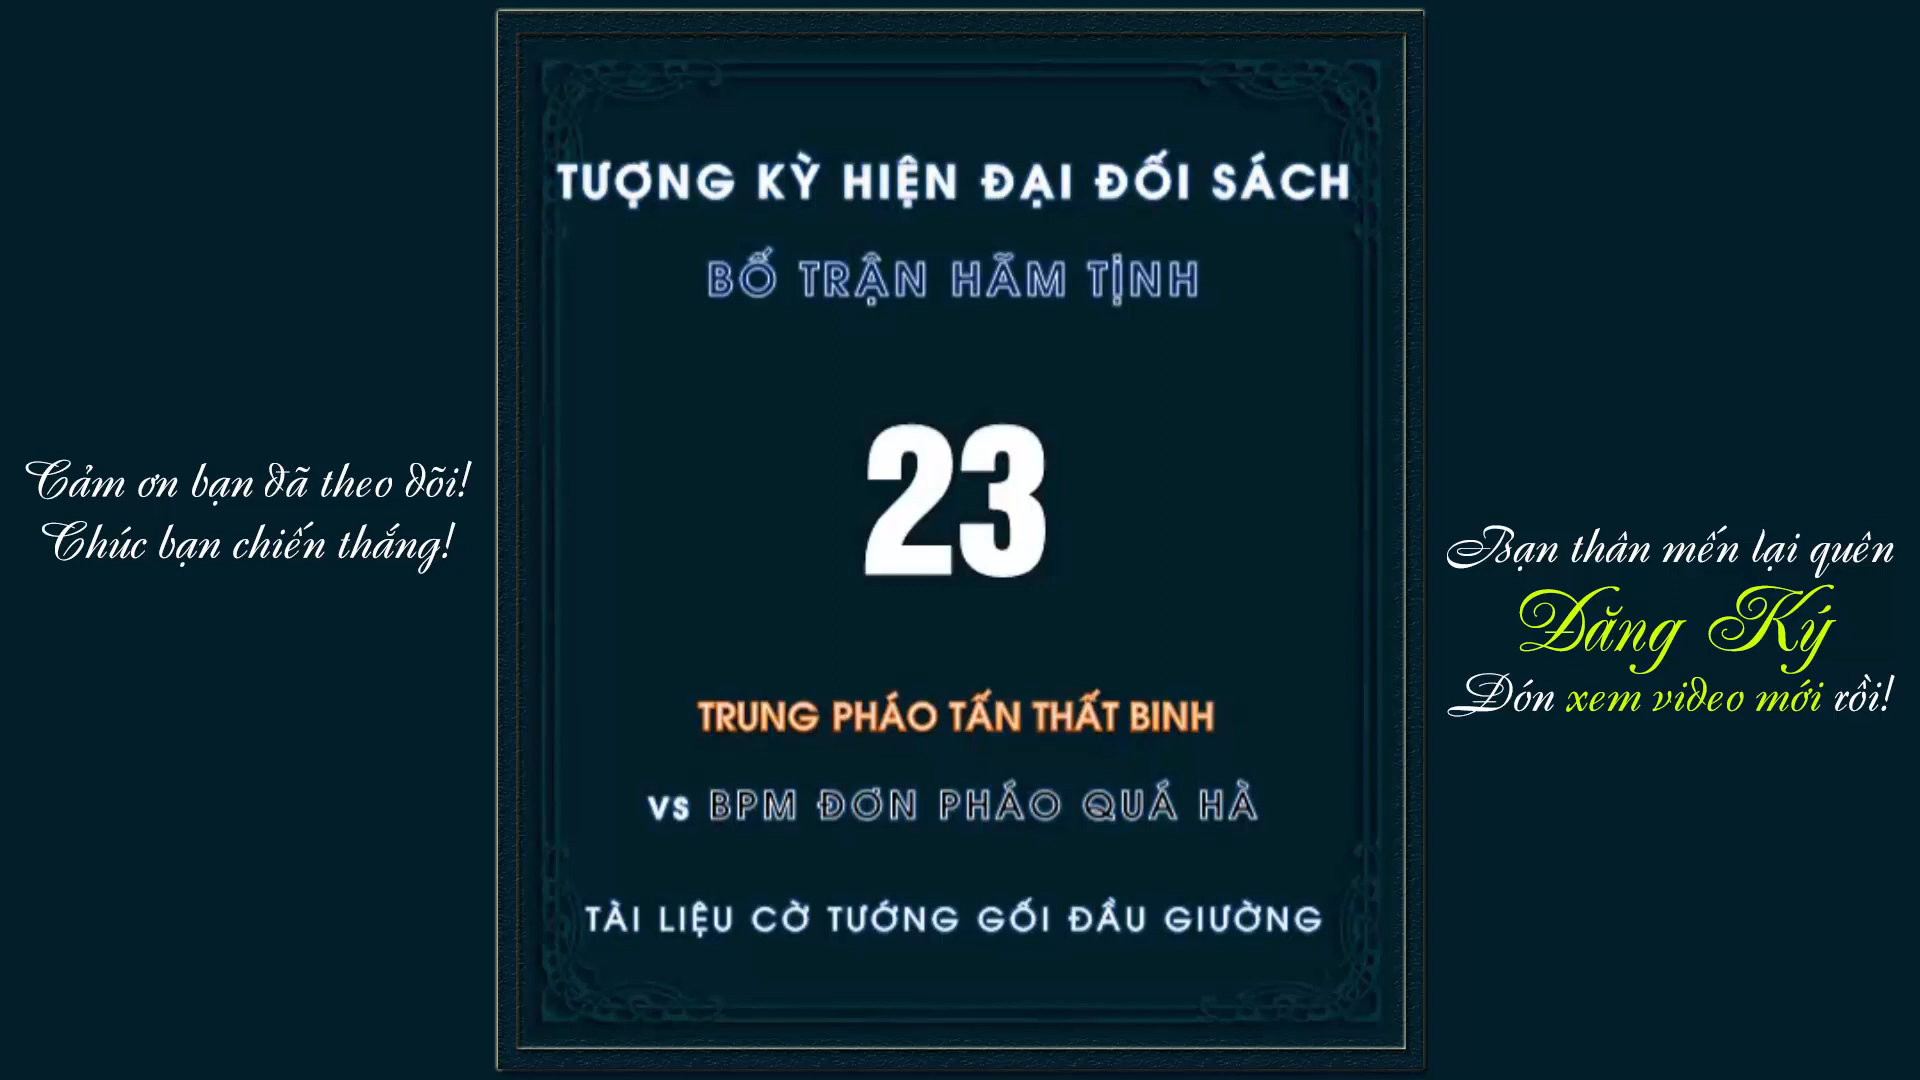 TƯỢNG KỲ HIỆN ĐẠI ĐỐI SÁCH
BỐ TRẬN HÃM TỊNH
23
TRUNG PHÁO TẤN THẤT BINH
VS BPM ĐƠN PHÁO QUÁ HÀ
TÀI LIỆU CỜ TƯỚNG GỐI ĐẦU GIƯỜNG
Cảm ơn bạn đã theo dõi!
Chúc bạn chiến thắng!
Bạn thân mến lại quên
Đăng Ký
Đón xem video mới rồi!